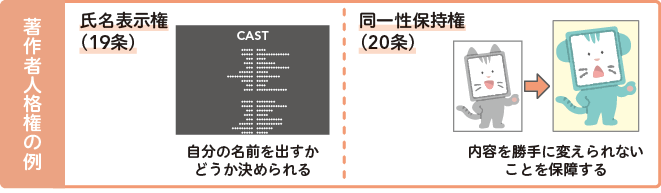 著作者人格権の例
氏名表示権
（19条）
CAST
自分の名前を出すか
どうか決められる
同一性保持権
（20条）
内容を勝手に変えられない
ことを保障する